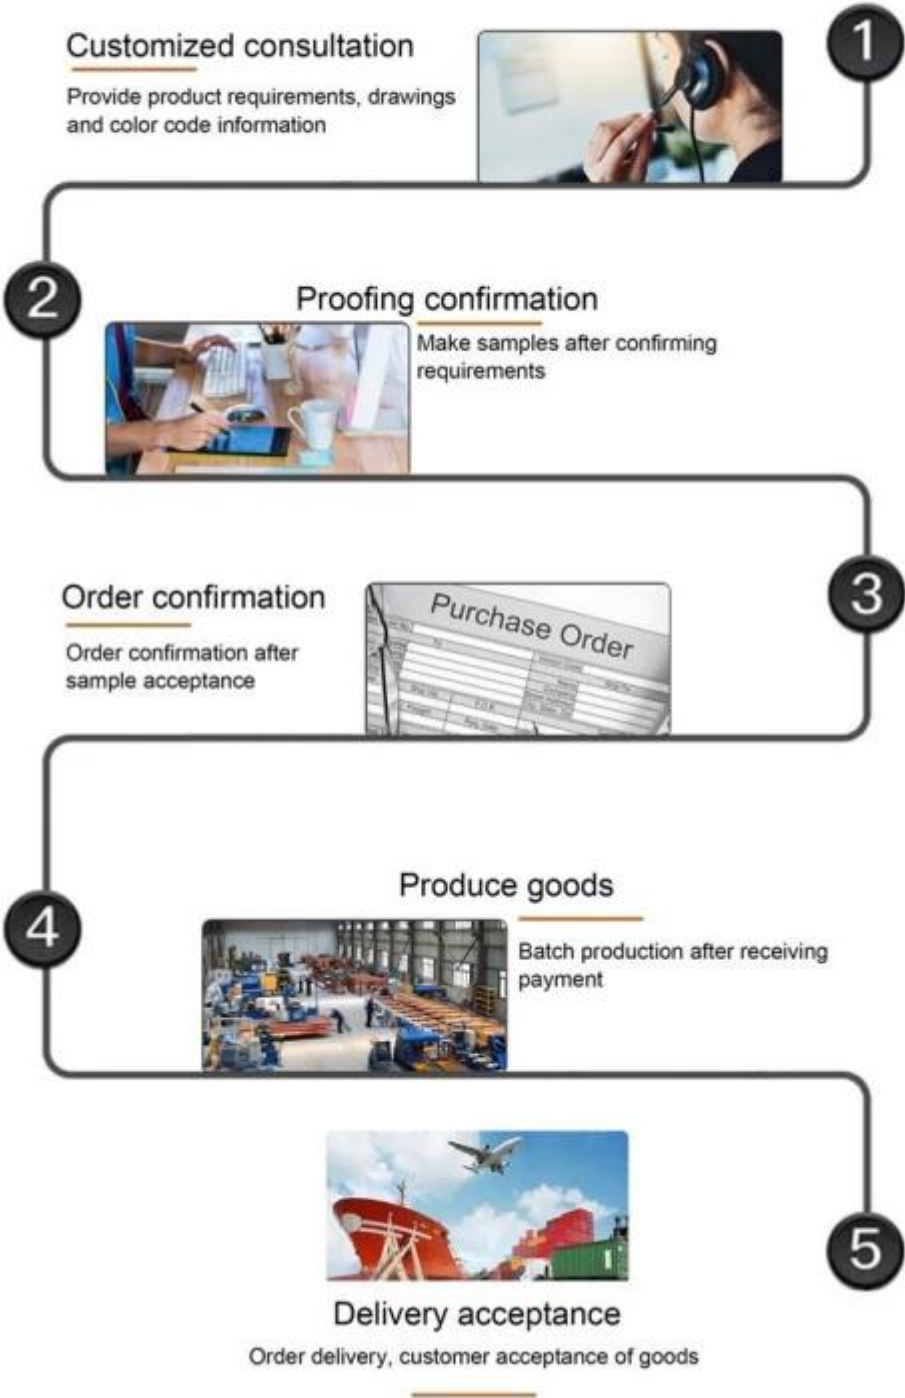 Customized consultation
1
Provide product requirements, drawings
and color code information
2
Proofing confirmation
Make samples after confirming
requirements
Order confirmation
3
Order confirmation after
sample acceptance
Purchase Order
Produce goods
4
Batch production after receiving
payment
5
Delivery acceptance
Order delivery, customer acceptance of goods